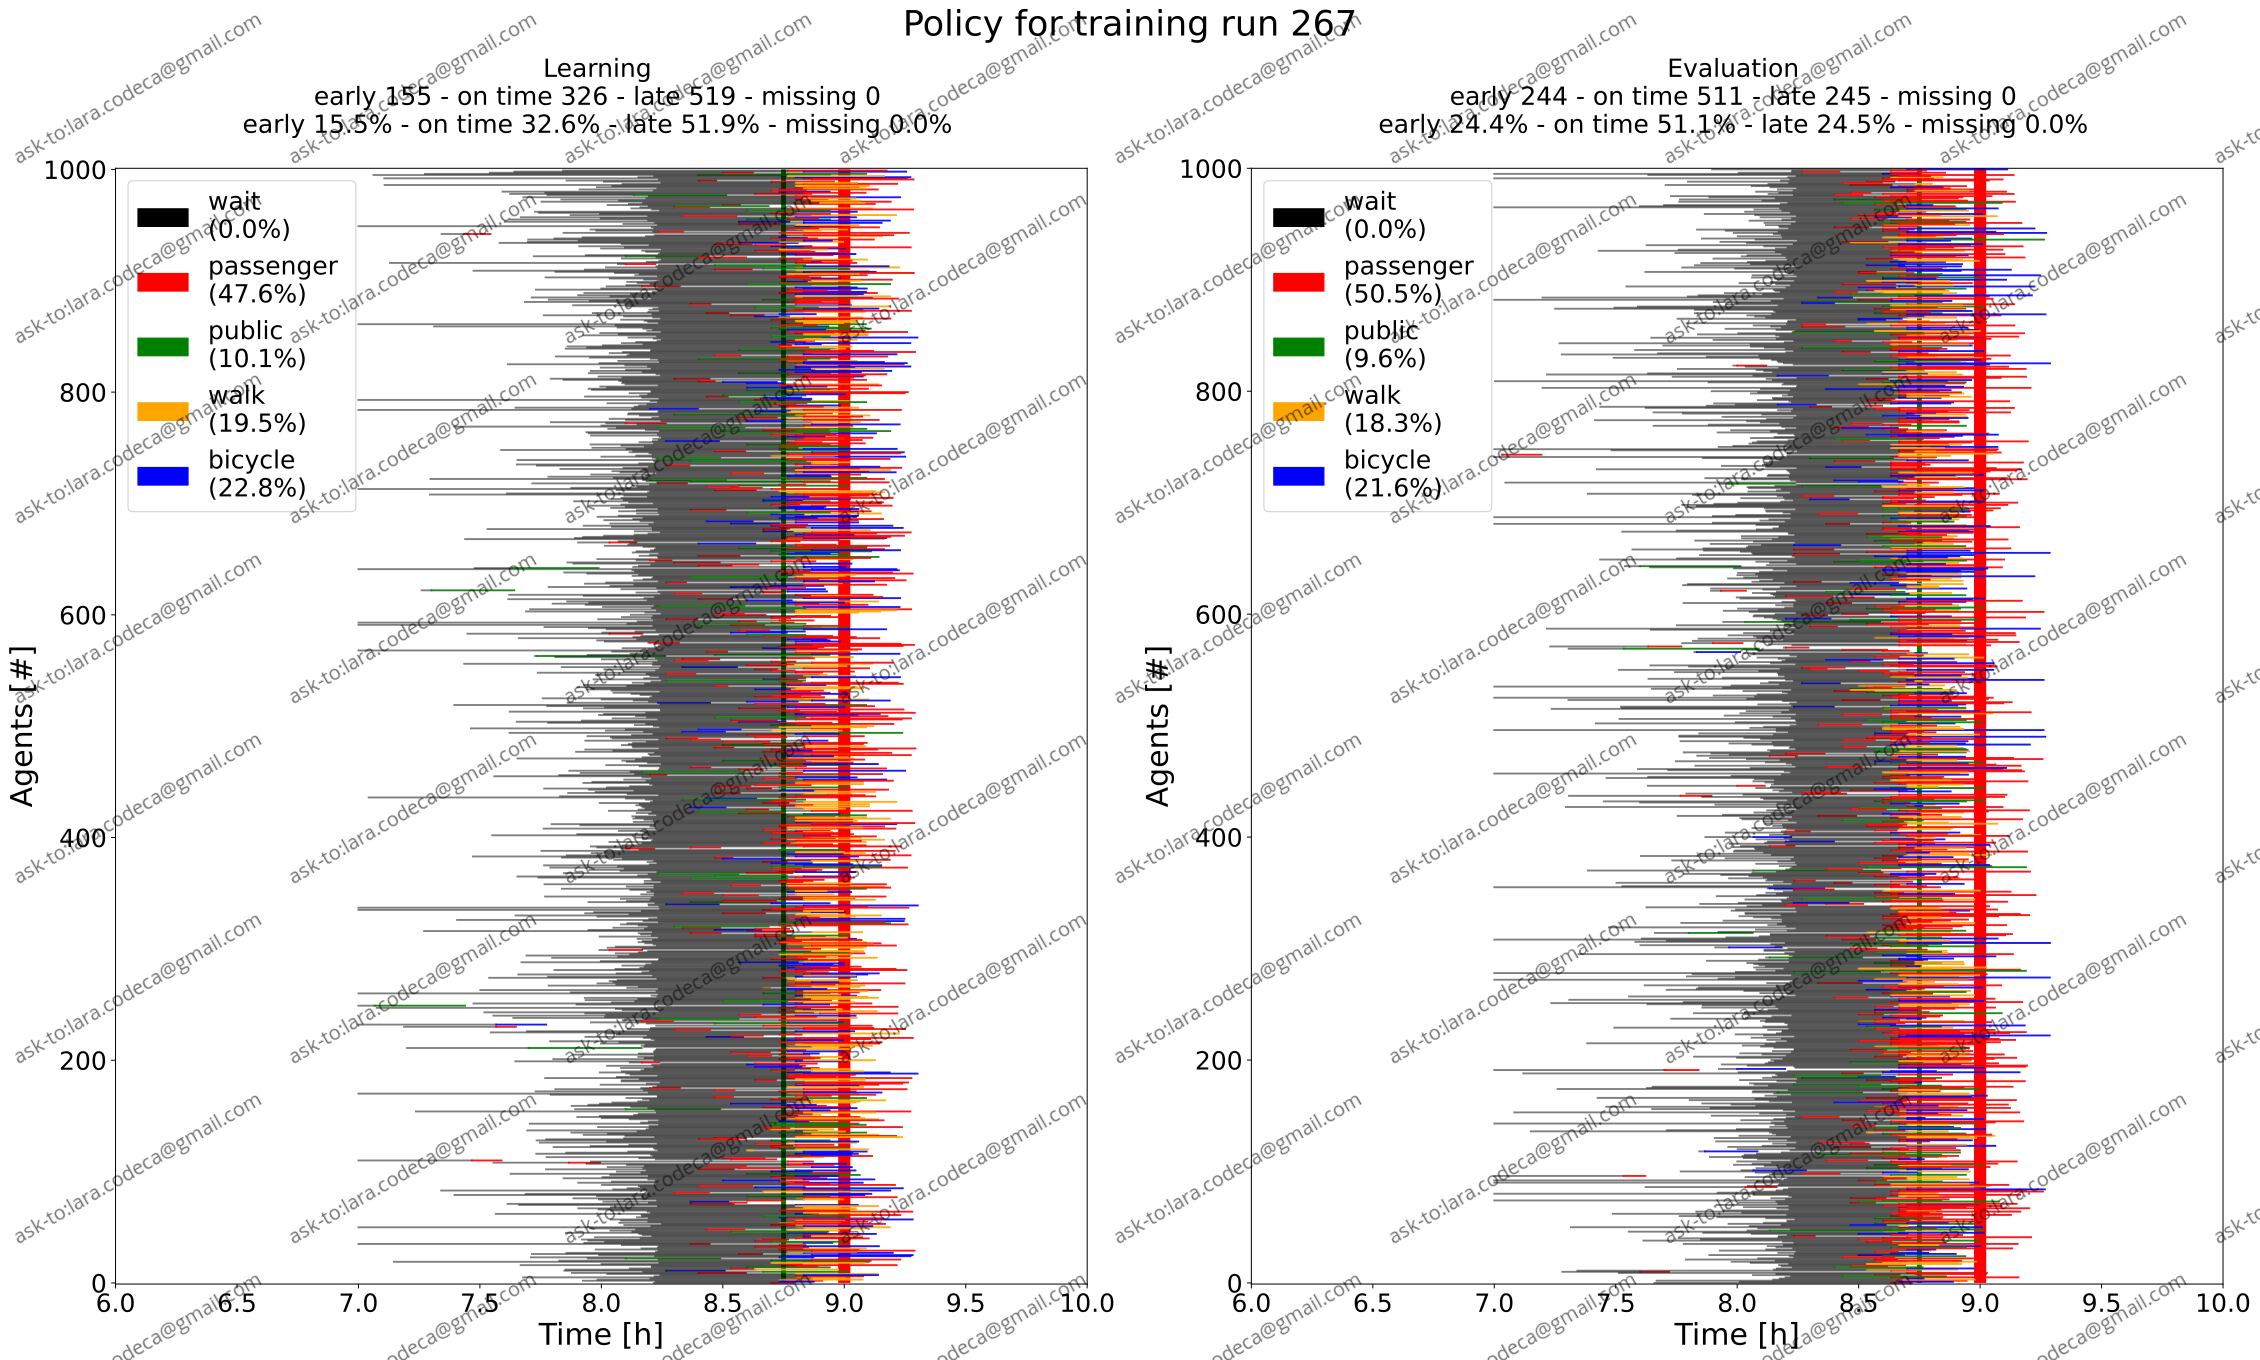 Policy for training run 267
Learning
early 155 - on time 326 - late 519 - missing 0
early 15.5% - on time 32.6% - late 51.9% - missing 0.0%
1000
800
600
400
200
0
Agents [#]
wait
(0.0%)
passenger
(47.6%)
public
(10.1%)
walk
(19.5%)
bicycle
(22.8%)
6.0 6.5 7.0 7.5 8.0 8.5 9.0 9.5 10.0
Time [h]
Evaluation
early 244 - on time 511 - late 245 - missing 0
early 24.4% - on time 51.1% - late 24.5% - missing 0.0%
1000
800
600
400
200
0
Agents [#]
wait
(0.0%)
passenger
(50.5%)
public
(9.6%)
walk
(18.3%)
bicycle
(21.6%)
6.0 6.5 7.0 7.5 8.0 8.5 9.0 9.5 10.0
Time [h]
ask-to:lara.codeca@gmail.com